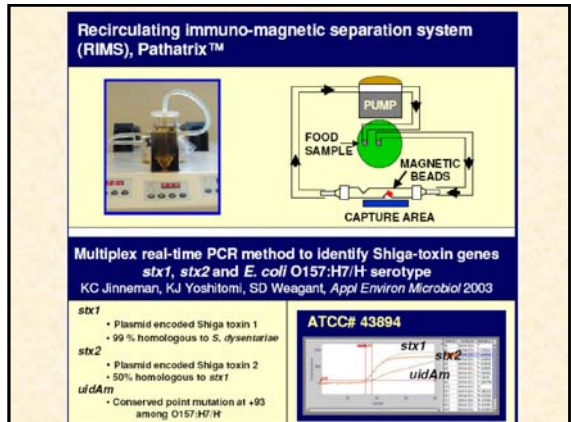 Recirculating immuno-magnetic separation system
(RIMS), Pathatrix™
PUMP
FOOD
SAMPLE
MAGNETIC
BEADS
CAPTURE AREA
Multiplex real-time PCR method to identify Shiga-toxin genes
stx1, stx2 and E. coli O157:H7/H- serotype
KC Jinneman, KJ Yoshitomi, SD Weagant, Appl Environ Microbiol 2003
stx1
• Plasmid encoded Shiga toxin 1
• 99 % homologous to S. dysentariae
stx2
• Plasmid encoded Shiga toxin 2
• 50% homologous to stx1
uidAm
• Conserved point mutation at +93
among O157:H7/H-
ATCC# 43894
stx1
stx2
uidAm